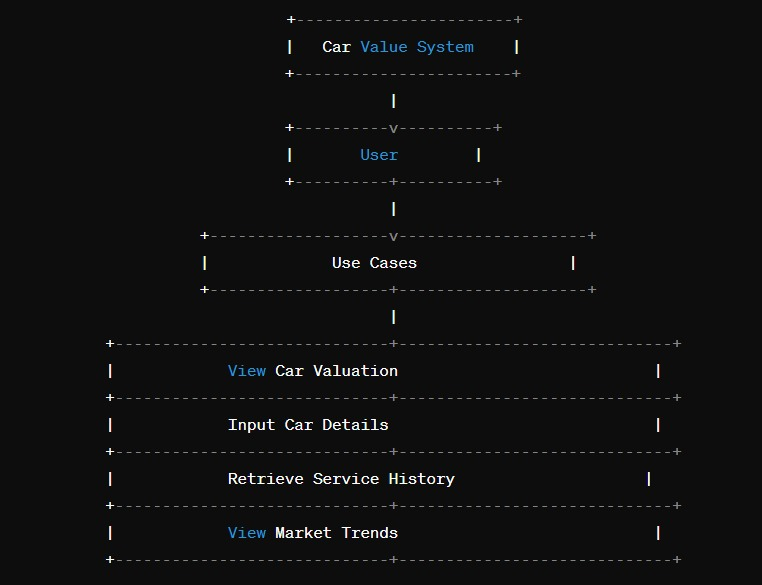 Car Value System
User
Use Cases
View Car Valuation
Input Car Details
Retrieve Service History
View Market Trends